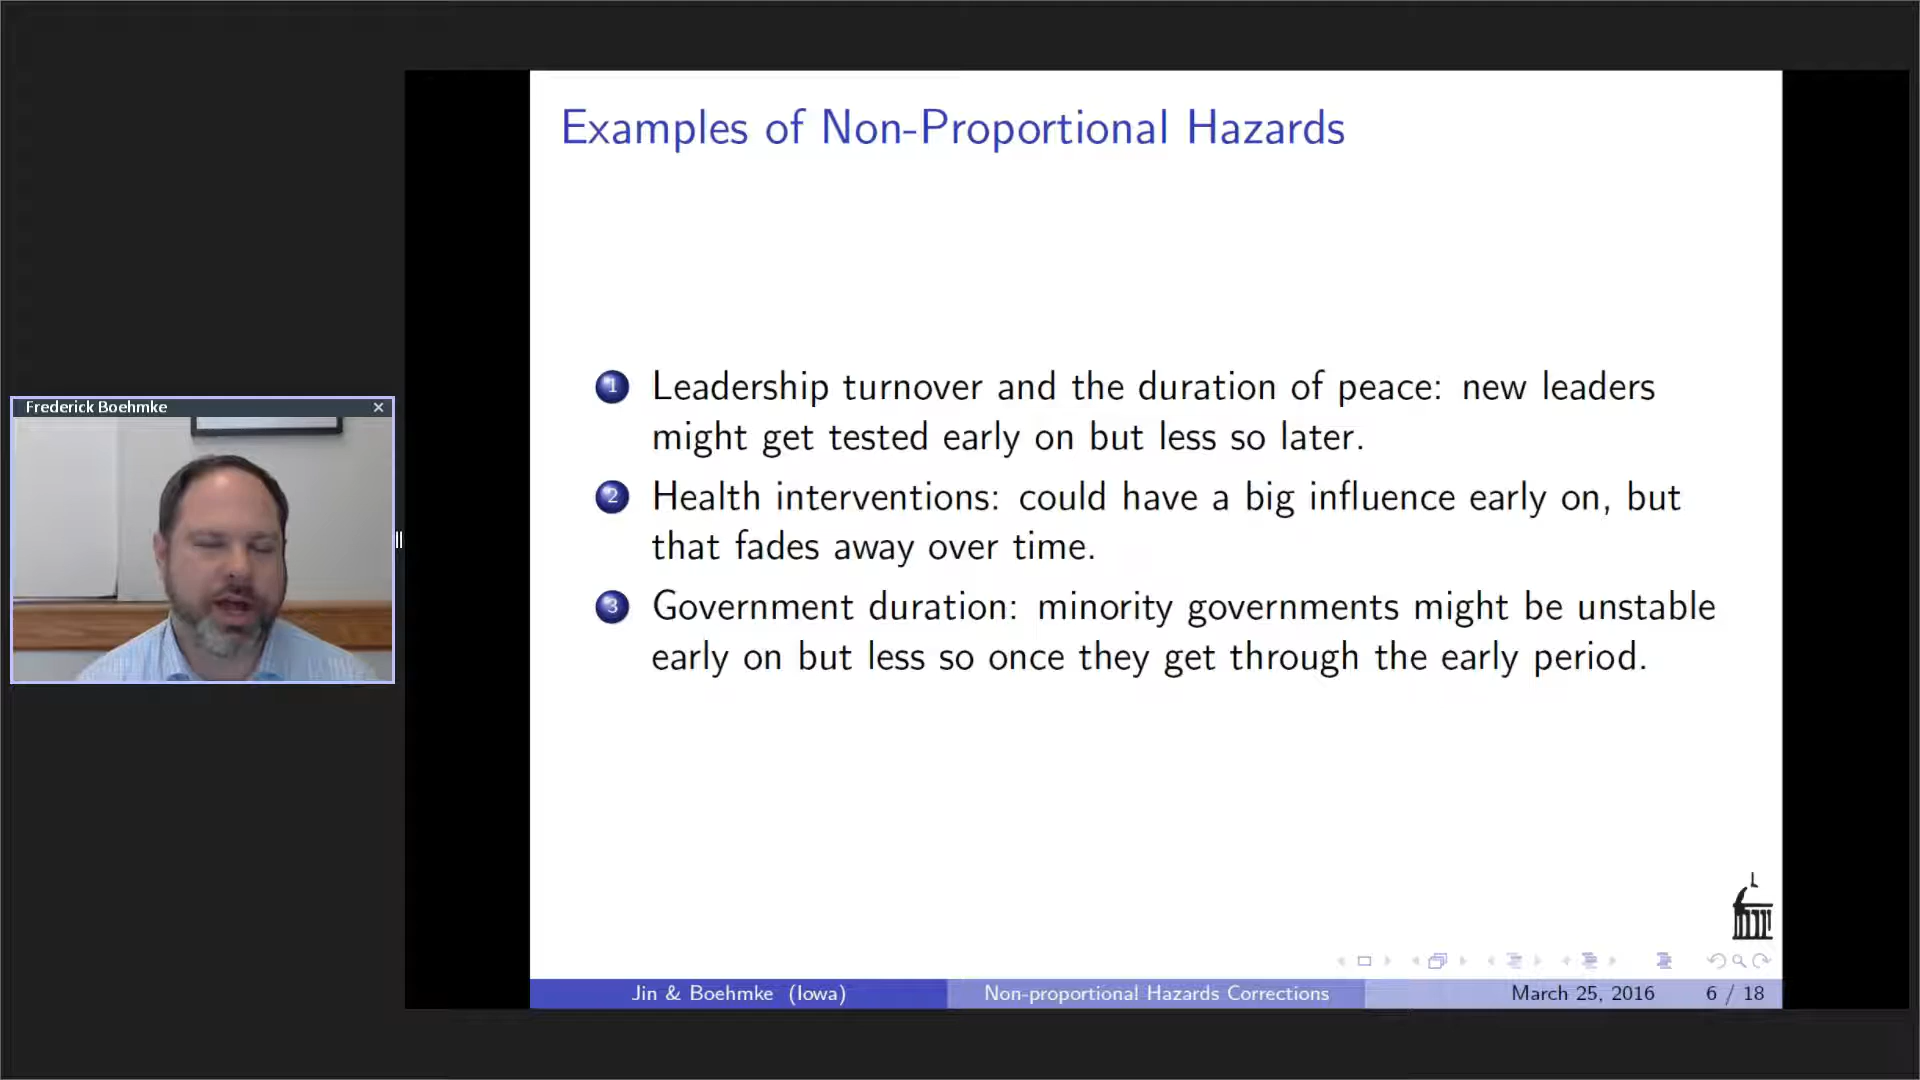 Examples of Non-Proportional Hazards
Frederick Boehmke
1 Leadership turnover and the duration of peace: new leaders
might get tested early on but less so later.
2 Health interventions: could have a big influence early on, but
that fades away over time.
3 Government duration: minority governments might be unstable
early on but less so once they get through the early period.
Jin & Boehmke (Iowa) Non-proportional Hazards Corrections March 25, 2016 6 / 18